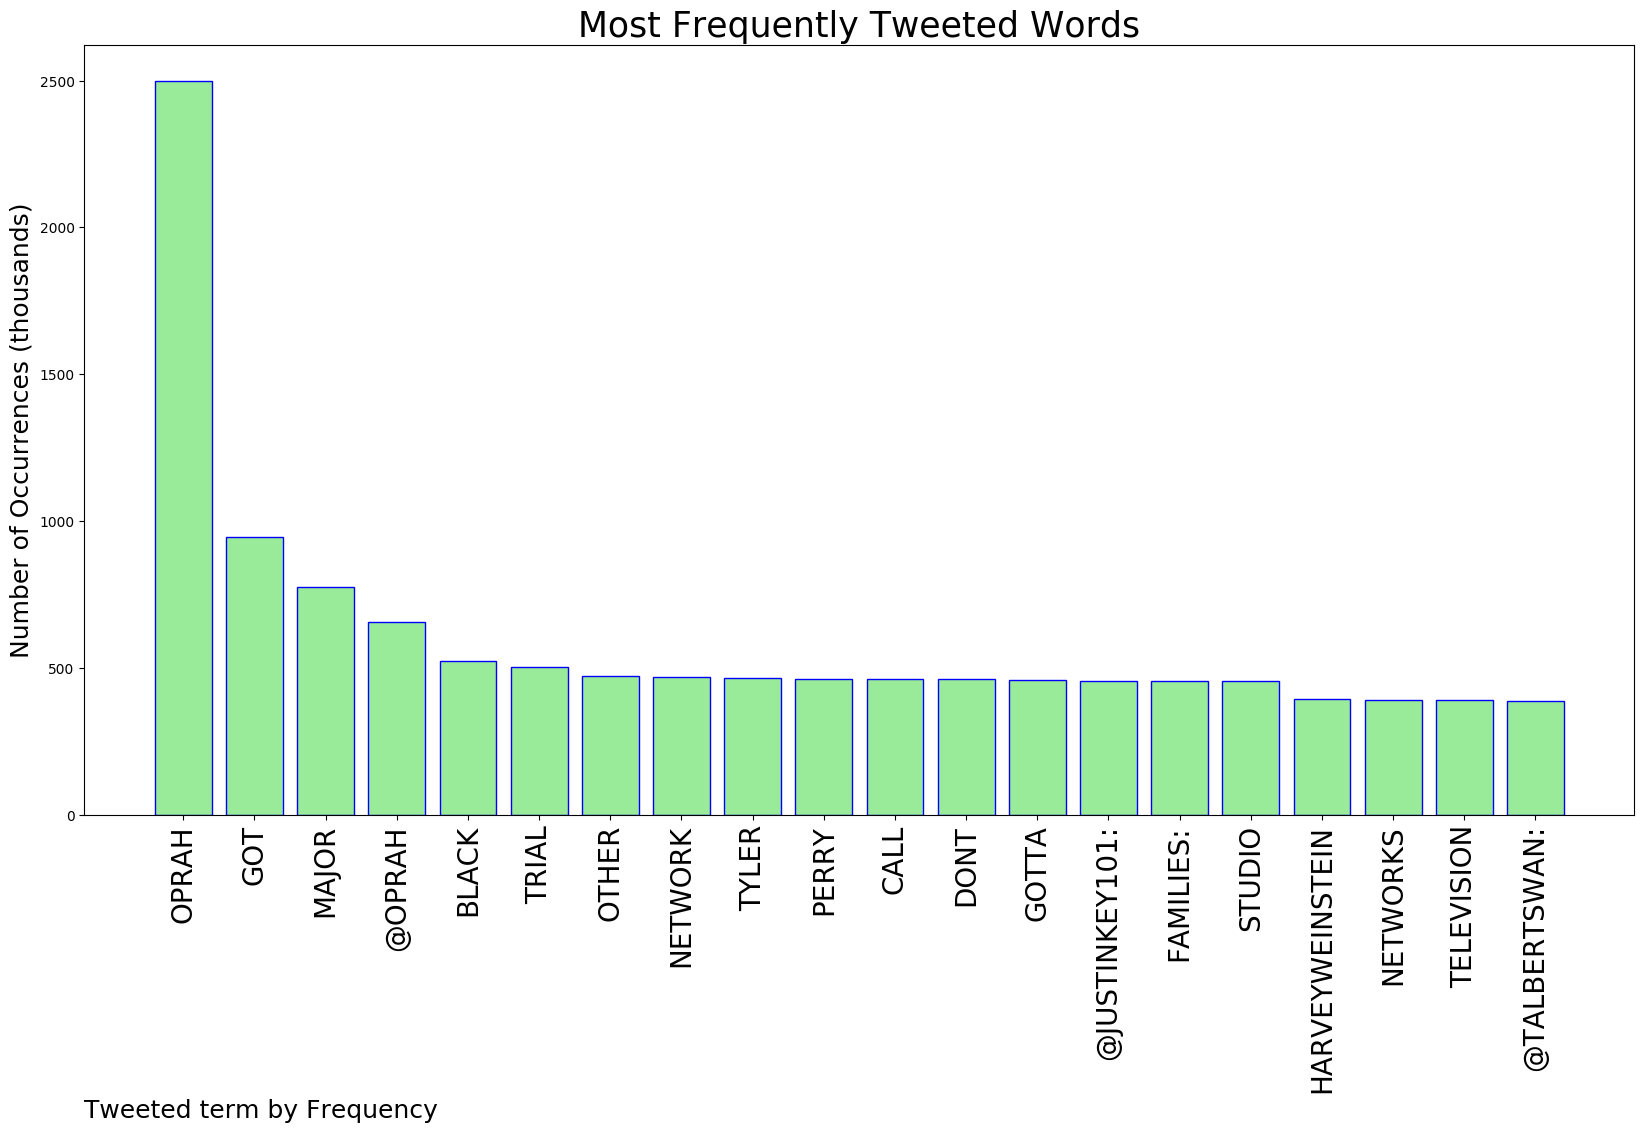 Most Frequently Tweeted Words
Number of Occurrences (thousands)
2500
2000
1500
1000
500
0
OPRAH
GOT
MAJOR
@OPRAH
BLACK
TRIAL
OTHER
NETWORK
TYLER
PERRY
CALL
DONT
GOTTA
@JUSTINKEY101:
FAMILIES:
STUDIO
HARVEYWEINSTEIN
NETWORKS
TELEVISION
@TALBERTSWAN:
Tweeted term by Frequency